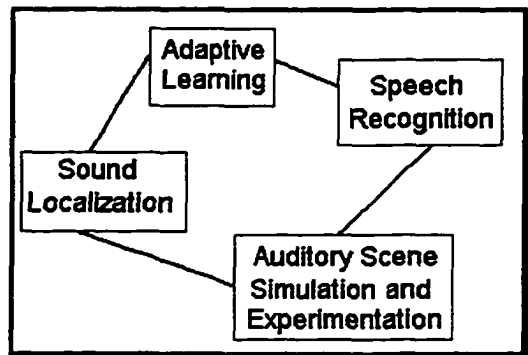 Adaptive
Learning
Speech
Recognition
Sound
Localization
Auditory Scene
Simulation and
Experimentation